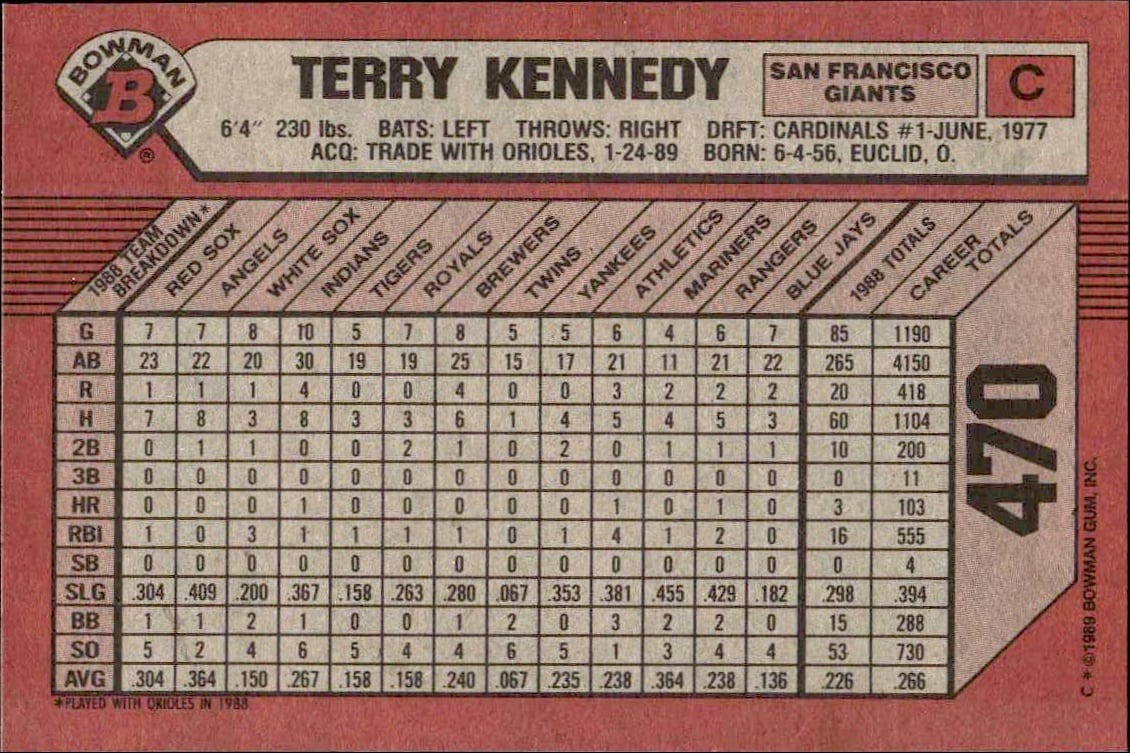 BOWMAN
B
®
TERRY KENNEDY
SAN FRANCISCO
GIANTS
C
6'4" 230 lbs. BATS: LEFT THROWS: RIGHT DRFT: CARDINALS #1-JUNE, 1977
ACQ: TRADE WITH ORIOLES, 1-24-89 BORN: 6-4-56, EUCLID, O.
1988 TEAM BREAKDOWN* RED SOX ANGELS WHITE SOX INDIANS TIGERS ROYALS BREWERS TWINS YANKEES ATHLETICS MARINERS RANGERS BLUE JAYS 1988 TOTALS CAREER TOTALS
G 7 7 8 10 5 7 8 5 5 6 4 6 7 85 1190
AB 23 22 20 30 19 19 25 15 17 21 11 21 22 265 4150
R 1 1 1 4 0 0 4 0 0 3 2 2 2 20 418
H 7 8 3 8 3 3 6 1 4 5 4 5 3 60 1104
2B 0 1 1 0 0 2 1 0 2 0 1 1 1 10 200
3B 0 0 0 0 0 0 0 0 0 0 0 0 0 0 11
HR 0 0 0 1 0 0 0 0 0 1 0 1 0 3 103
RBI 1 0 3 1 1 1 1 0 1 4 1 2 0 16 555
SB 0 0 0 0 0 0 0 0 0 0 0 0 0 0 4
SLG .304 .409 .200 .367 .158 .263 .280 .067 .353 .381 .455 .429 .182 .298 .394
BB 1 1 2 1 0 0 1 2 0 3 2 2 0 15 288
SO 5 2 4 6 5 4 4 6 5 1 3 4 4 53 730
AVG .304 .364 .150 .267 .158 .158 .240 .067 .235 .238 .364 .238 .136 .226 .266
*PLAYED WITH ORIOLES IN 1988
470
C * ©1989 BOWMAN GUM, INC.